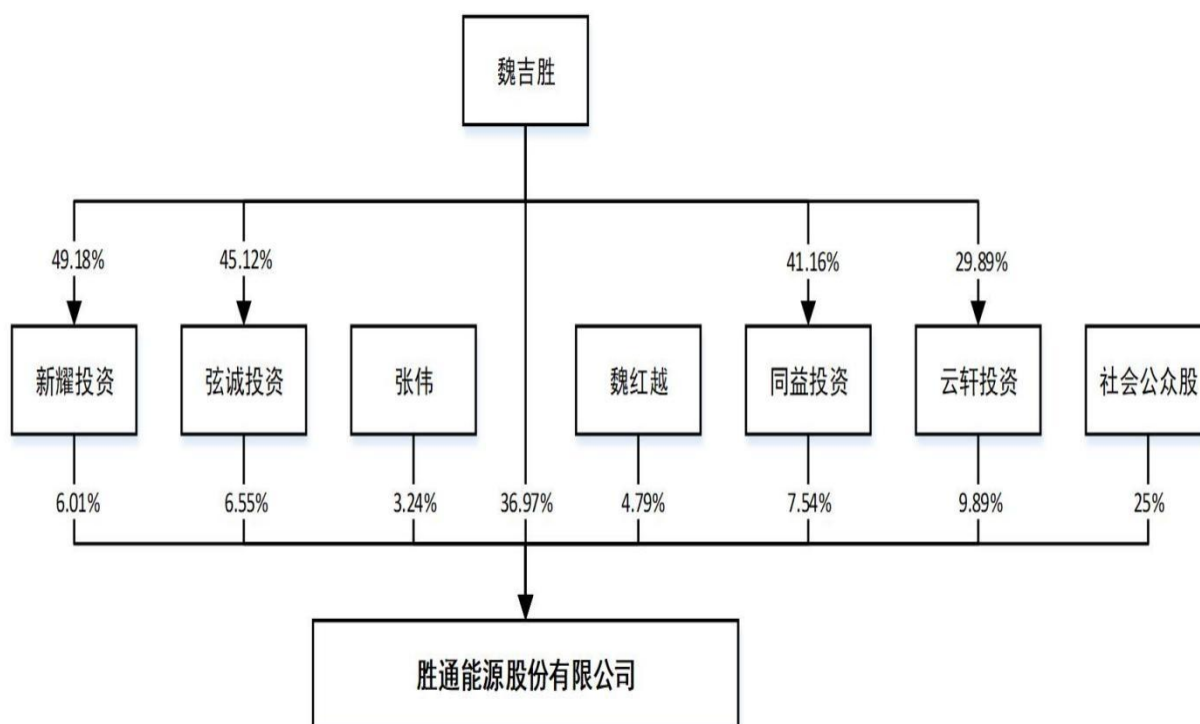 魏吉胜
49.18%
45.12%
41.16%
29.89%
新耀投资
弦诚投资
张伟
魏红越
同益投资
云轩投资
社会公众股
6.01%
6.55%
3.24%
36.97%
4.79%
7.54%
9.89%
25%
胜通能源股份有限公司